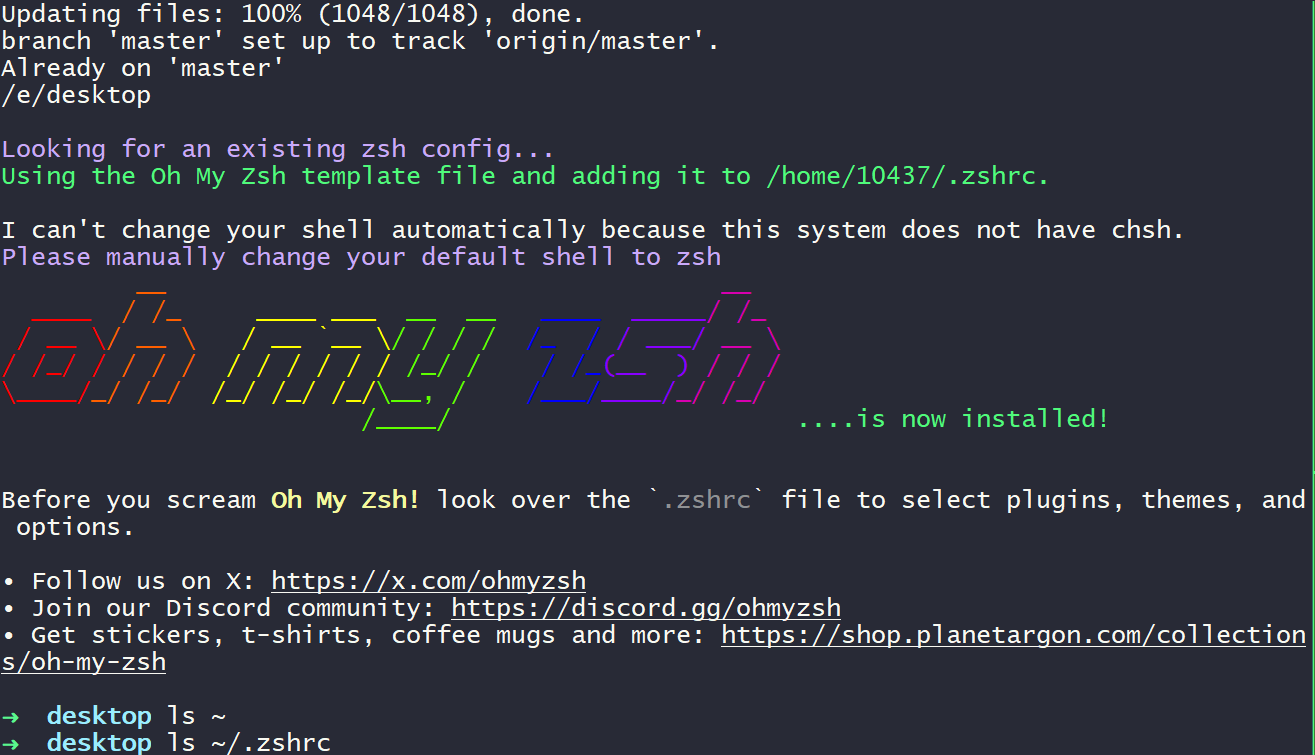 Updating files: 100% (1048/1048), done.
branch 'master' set up to track 'origin/master'.
Already on 'master'
/e/desktop
Looking for an existing zsh config...
Using the Oh My Zsh template file and adding it to /home/10437/.zshrc.
I can't change your shell automatically because this system does not have chsh.
Please manually change your default shell to zsh
oh my zsh
....is now installed!
Before you scream Oh My Zsh! look over the `.zshrc` file to select plugins, themes, and
options.
• Follow us on X: https://x.com/ohmyzsh
• Join our Discord community: https://discord.gg/ohmyzsh
• Get stickers, t-shirts, coffee mugs and more: https://shop.planetargon.com/collection
s/oh-my-zsh
→ desktop ls ~
→ desktop ls ~/.zshrc